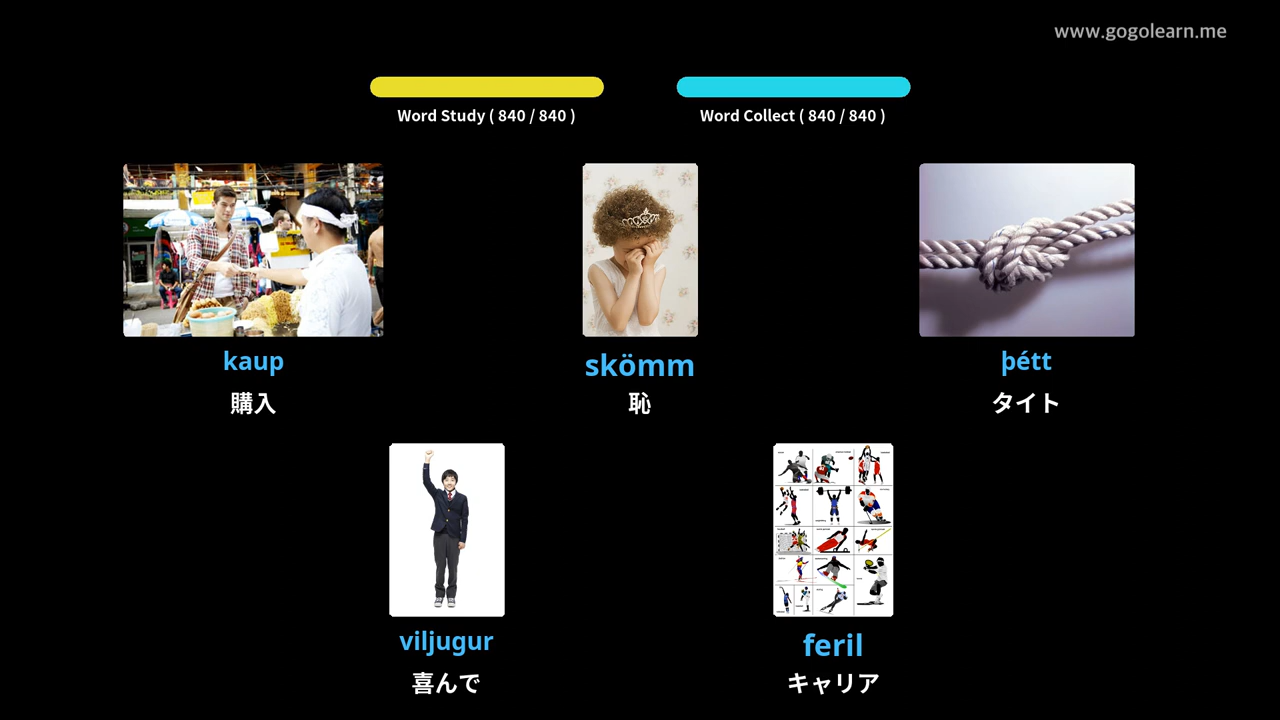 www.gogolearn.me
Word Study ( 840 / 840 )
Word Collect ( 840 / 840 )
kaup
skömm
þétt
購入
恥
タイト
viljugur
feril
喜んで
キャリア